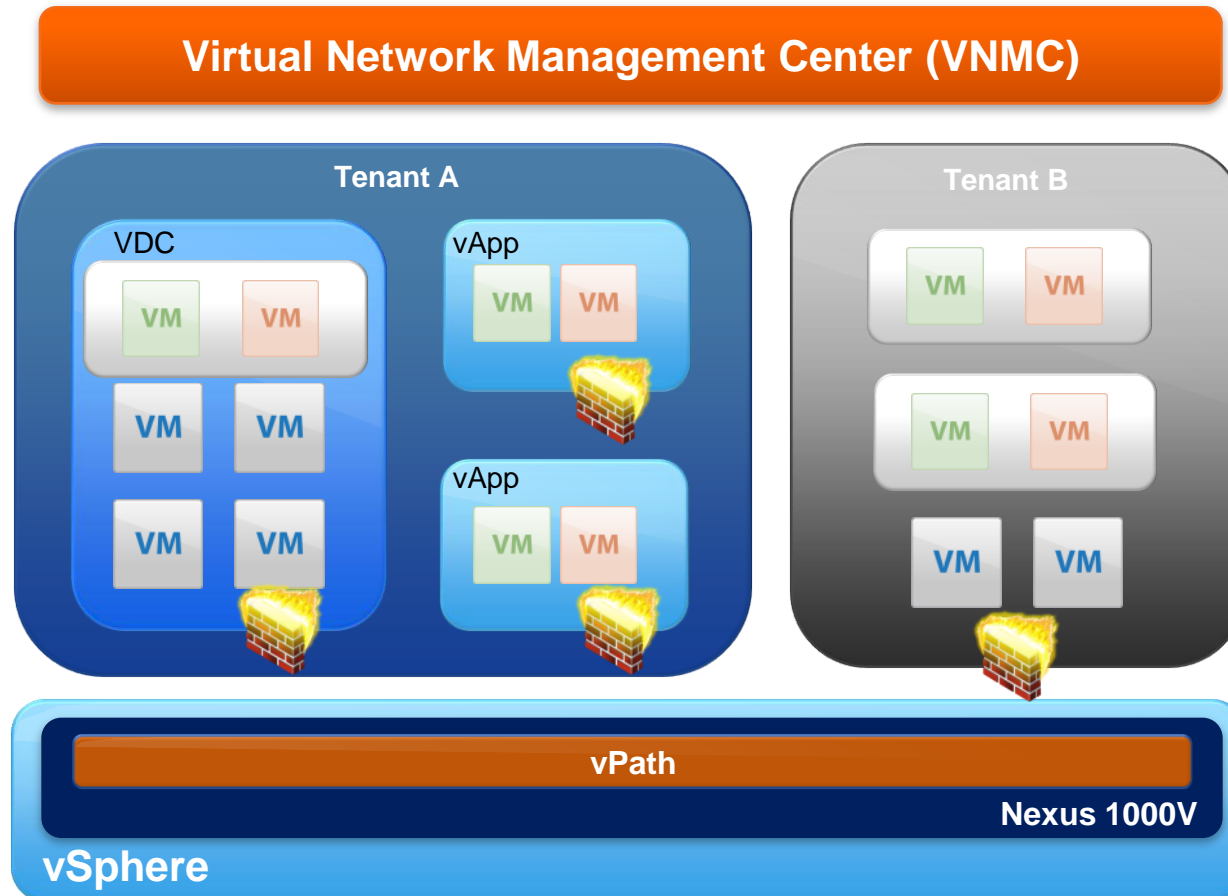 Virtual Network Management Center (VNMC)
Tenant A
VDC
VM VM
VM VM
VM VM
vApp
VM VM
vApp
VM VM
Tenant B
VM VM
VM VM
VM VM
vPath
Nexus 1000V
vSphere